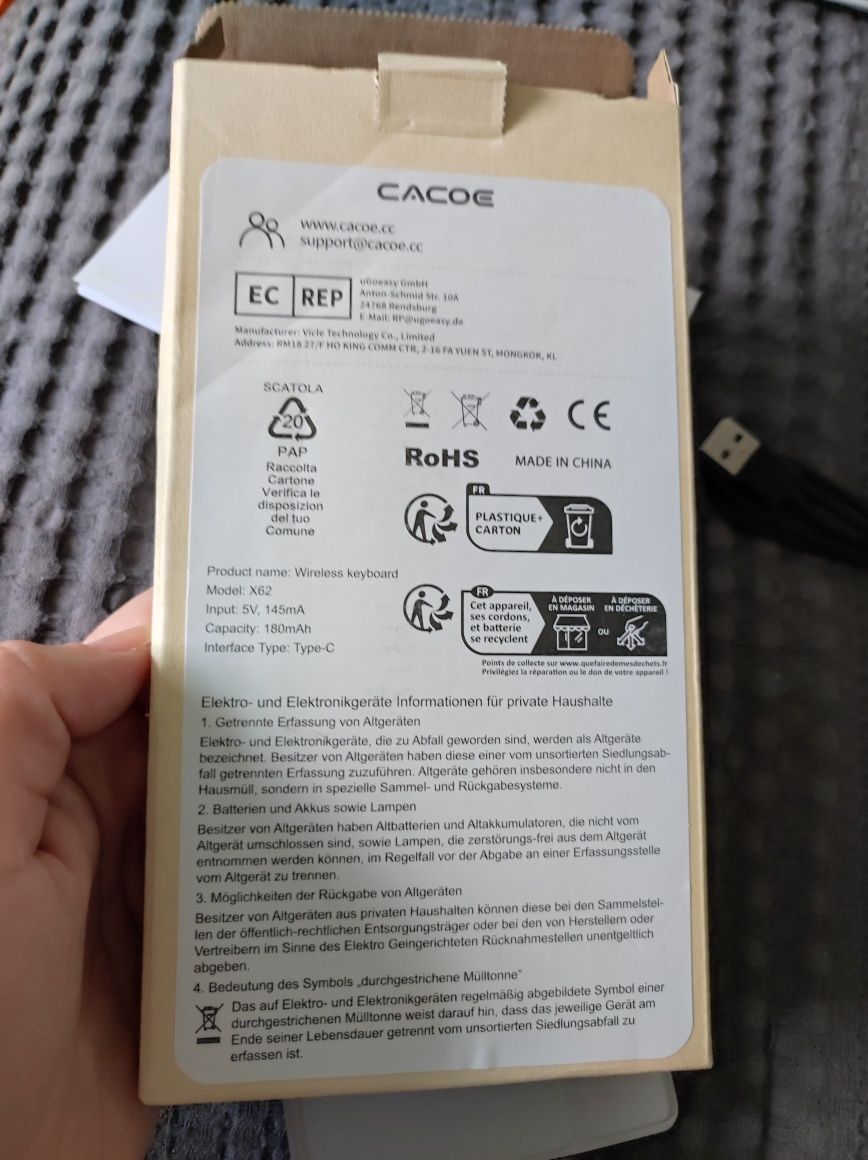 CACOE
www.cacoe.cc
support@cacoe.cc
EC REP
uGoeasy GmbH
Anton-Schmid Str. 10A
24768 Rendsburg
E-Mail: RP@ugoeasy.de
Manufacturer: Vicle Technology Co., Limited
Address: RM18 27/F HO KING COMM CTR, 2-16 FA YUEN ST, MONGKOK, KL
SCATOLA
20
PAP
Raccolta
Cartone
Verifica le
disposizion
del tuo
Comune
CE
RoHS MADE IN CHINA
FR
PLASTIQUE+
CARTON
Product name: Wireless keyboard
Model: X62
Input: 5V, 145mA
Capacity: 180mAh
Interface Type: Type-C
FR
Cet appareil,
ses cordons,
et batterie
se recyclent
À DÉPOSER
EN MAGASIN
OU
À DÉPOSER
EN DÉCHÈTERIE
Points de collecte sur www.quefairedemesdechets.fr
Privilégiez la réparation ou le don de votre appareil !
Elektro- und Elektronikgeräte Informationen für private Haushalte
1. Getrennte Erfassung von Altgeräten
Elektro- und Elektronikgeräte, die zu Abfall geworden sind, werden als Altgeräte
bezeichnet. Besitzer von Altgeräten haben diese einer vom unsortierten Siedlungsab-
fall getrennten Erfassung zuzuführen. Altgeräte gehören insbesondere nicht in den
Hausmüll, sondern in spezielle Sammel- und Rückgabesysteme.
2. Batterien und Akkus sowie Lampen
Besitzer von Altgeräten haben Altbatterien und Altakkumulatoren, die nicht vom
Altgerät umschlossen sind, sowie Lampen, die zerstörungs-frei aus dem Altgerät
entnommen werden können, im Regelfall vor der Abgabe an einer Erfassungsstelle
vom Altgerät zu trennen.
3. Möglichkeiten der Rückgabe von Altgeräten
Besitzer von Altgeräten aus privaten Haushalten können diese bei den Sammelstel-
len der öffentlich-rechtlichen Entsorgungsträger oder bei den von Herstellern oder
Vertreibern im Sinne des Elektro Geingerichteten Rücknahmestellen unentgeltlich
abgeben.
4. Bedeutung des Symbols „durchgestrichene Mülltonne“
Das auf Elektro- und Elektronikgeräten regelmäßig abgebildete Symbol einer
durchgestrichenen Mülltonne weist darauf hin, dass das jeweilige Gerät am
Ende seiner Lebensdauer getrennt vom unsortierten Siedlungsabfall zu
erfassen ist.